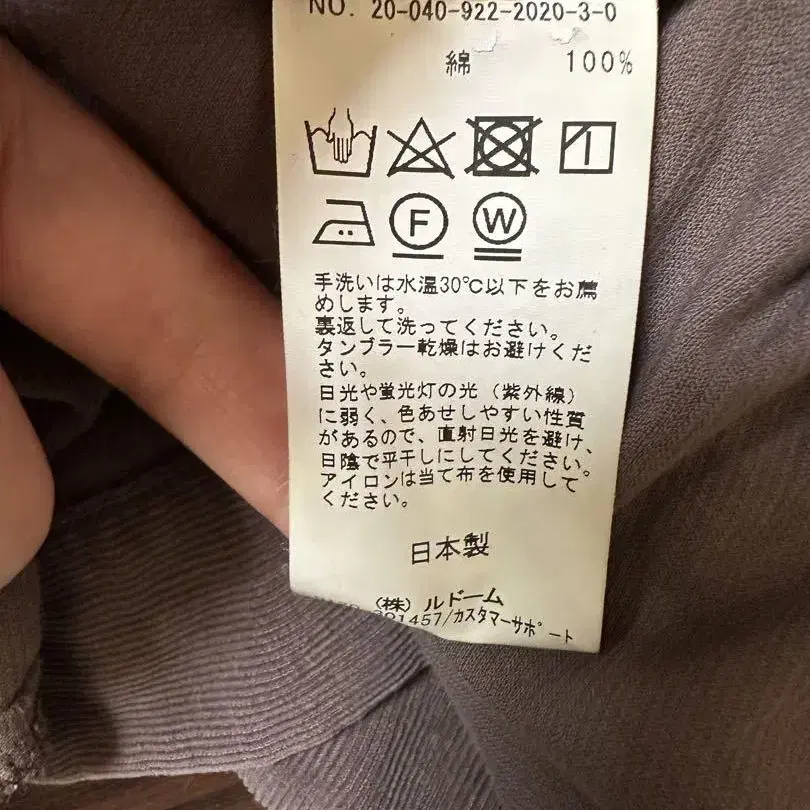 NO. 20-040-922-2020-3-0
綿 100%
F W
手洗いは水温30℃以下をお薦
めします。
裏返して洗ってください。
タンブラー乾燥はお避けくだ
さい。
日光や蛍光灯の光（紫外線）
に弱く、色あせしやすい性質
があるので、直射日光を避け、
日陰で平干しにしてください。
アイロンは当て布を使用して
ください。
日本製
（株）ルドーム
391457/カスタマーサポート